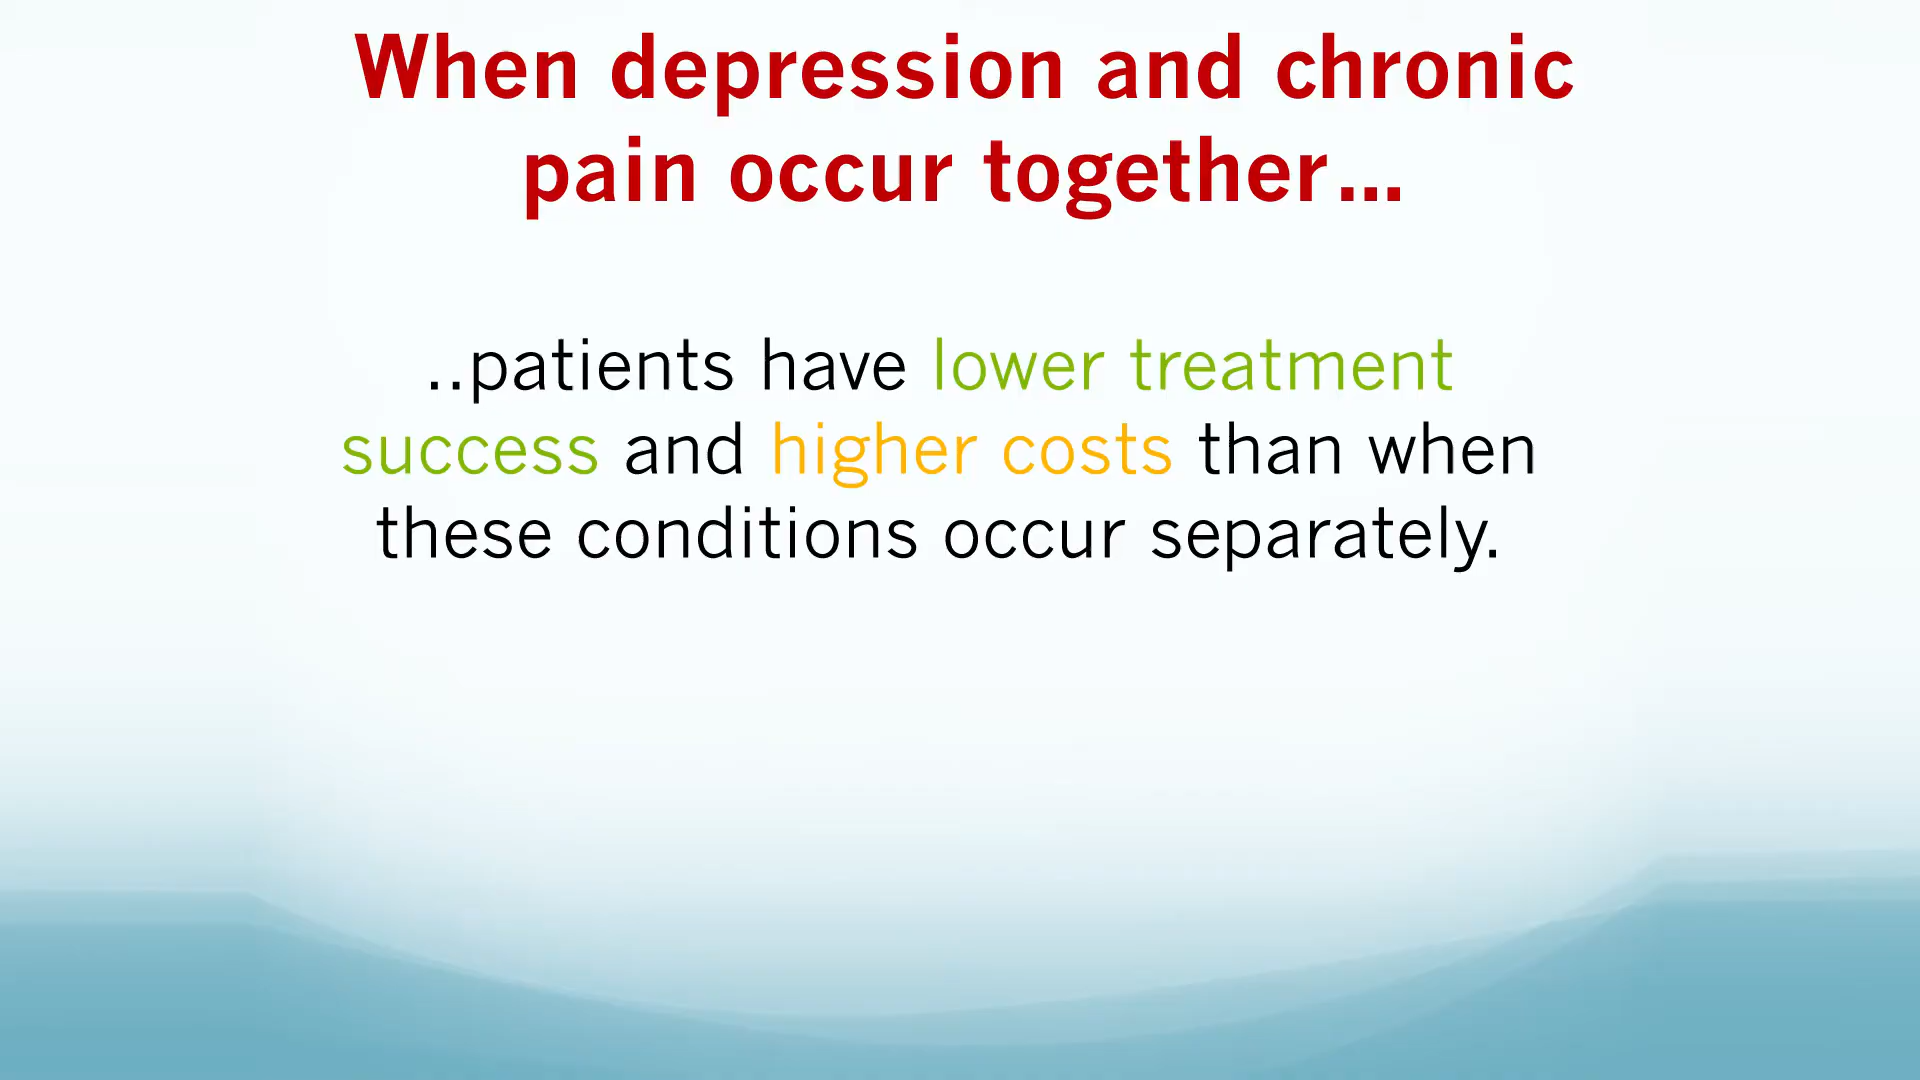 When depression and chronic
pain occur together...
..patients have lower treatment
success and higher costs than when
these conditions occur separately.